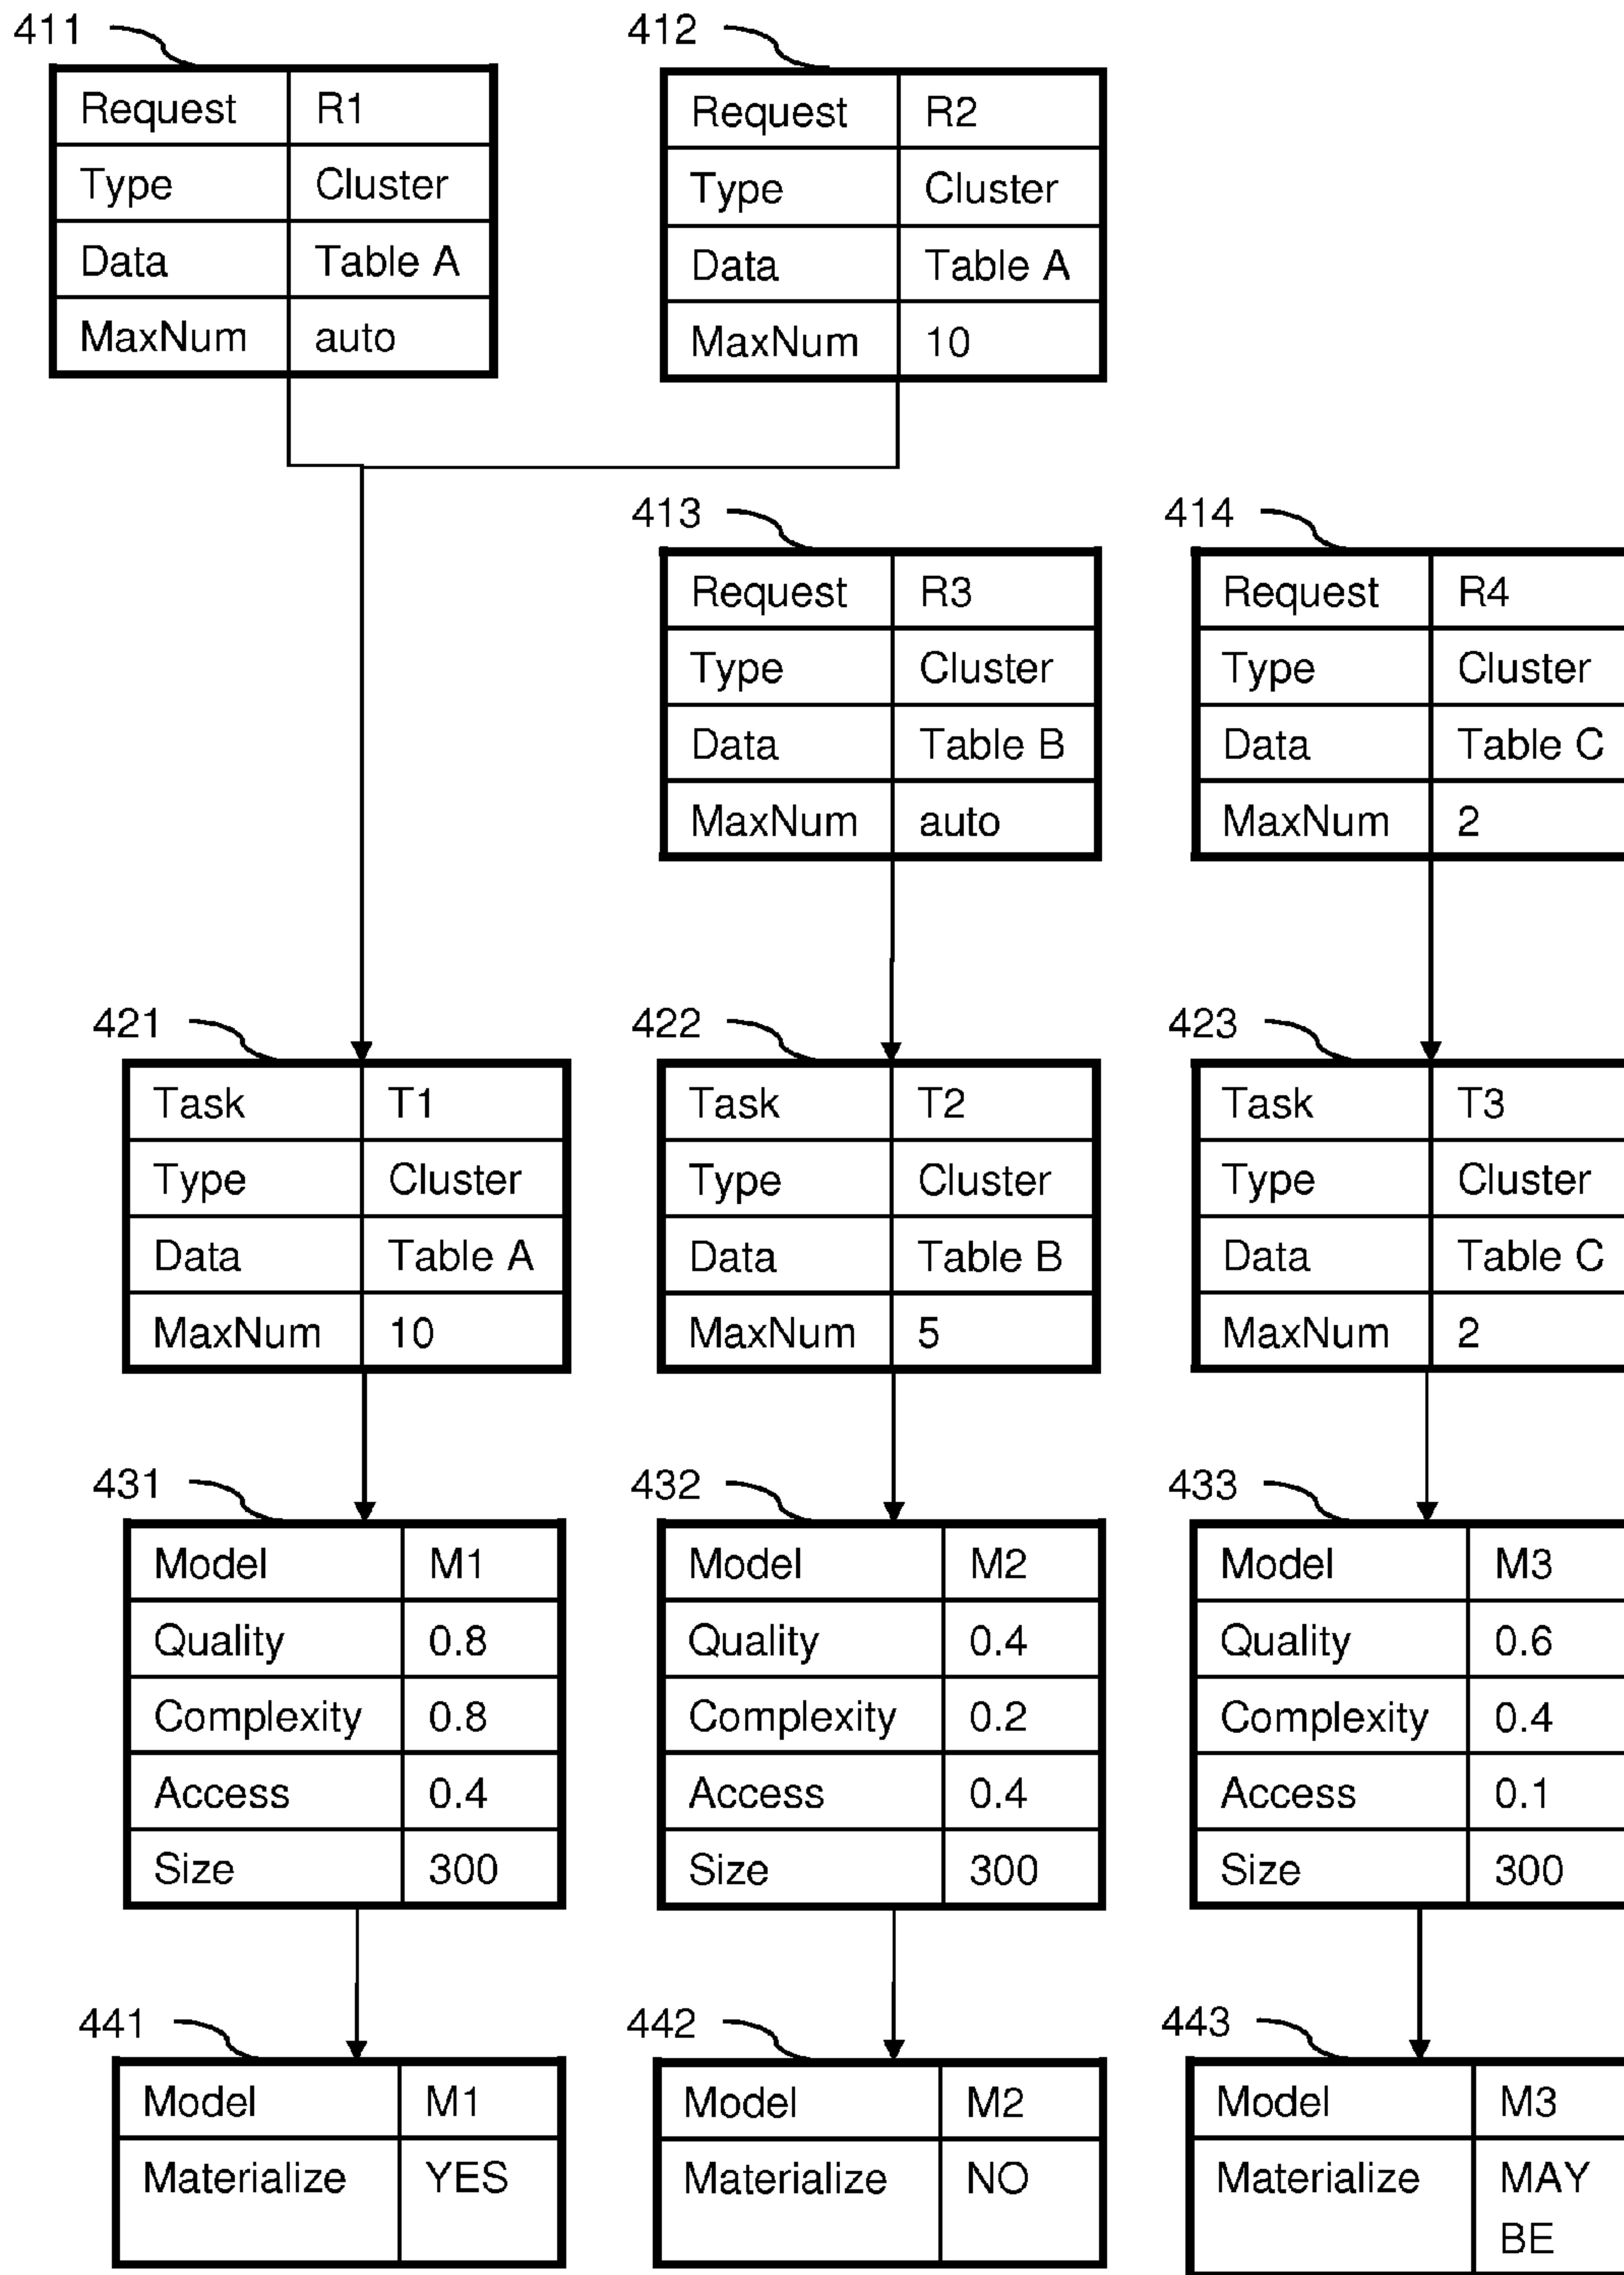 411
Request R1
Type Cluster
Data Table A
MaxNum auto
412
Request R2
Type Cluster
Data Table A
MaxNum 10
413
Request R3
Type Cluster
Data Table B
MaxNum auto
414
Request R4
Type Cluster
Data Table C
MaxNum 2
421
Task T1
Type Cluster
Data Table A
MaxNum 10
422
Task T2
Type Cluster
Data Table B
MaxNum 5
423
Task T3
Type Cluster
Data Table C
MaxNum 2
431
Model M1
Quality 0.8
Complexity 0.8
Access 0.4
Size 300
432
Model M2
Quality 0.4
Complexity 0.2
Access 0.4
Size 300
433
Model M3
Quality 0.6
Complexity 0.4
Access 0.1
Size 300
441
Model M1
Materialize YES
442
Model M2
Materialize NO
443
Model M3
Materialize MAY
BE